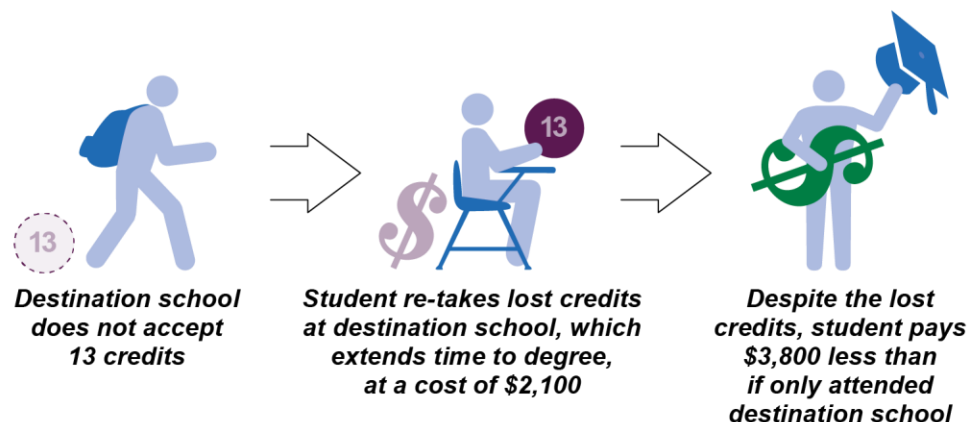 13
Destination school
does not accept
13 credits
$
13
Student re-takes lost credits
at destination school, which
extends time to degree,
at a cost of $2,100
$
Despite the lost
credits, student pays
$3,800 less than
if only attended
destination school